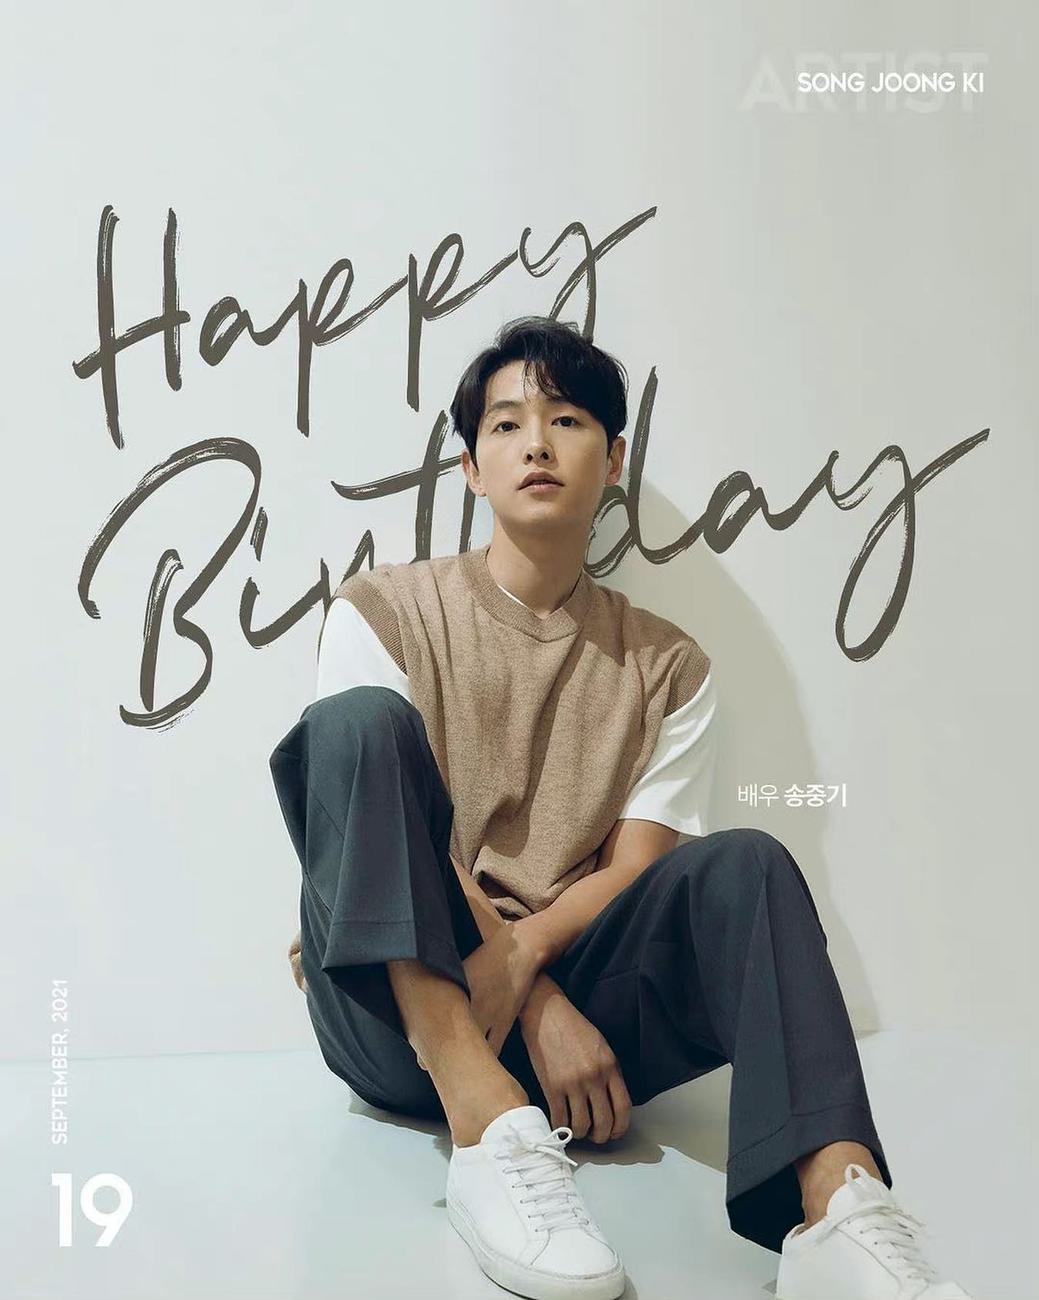 ARTIST
SONG JOONG KI
Happy
Birthday
배우 송중기
SEPTEMBER, 2021
19